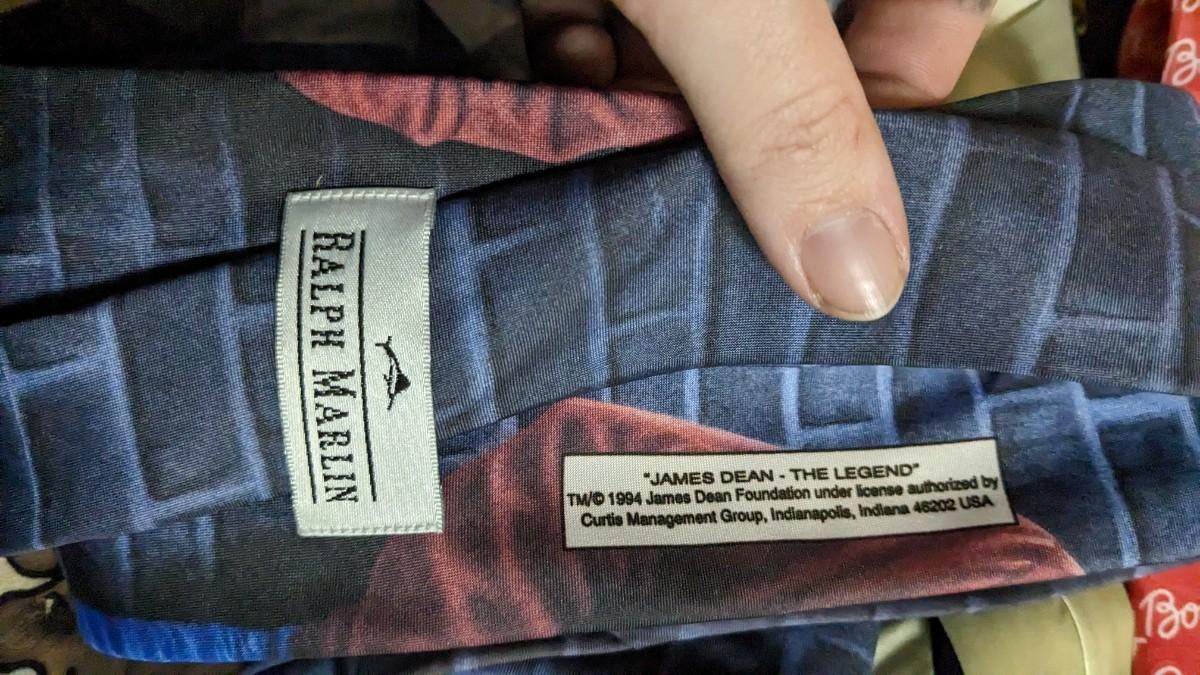 RALPH MARLIN
"JAMES DEAN - THE LEGEND"
TM/© 1994 James Dean Foundation under license authorized by
Curtis Management Group, Indianapolis, Indiana 46202 USA
Bo